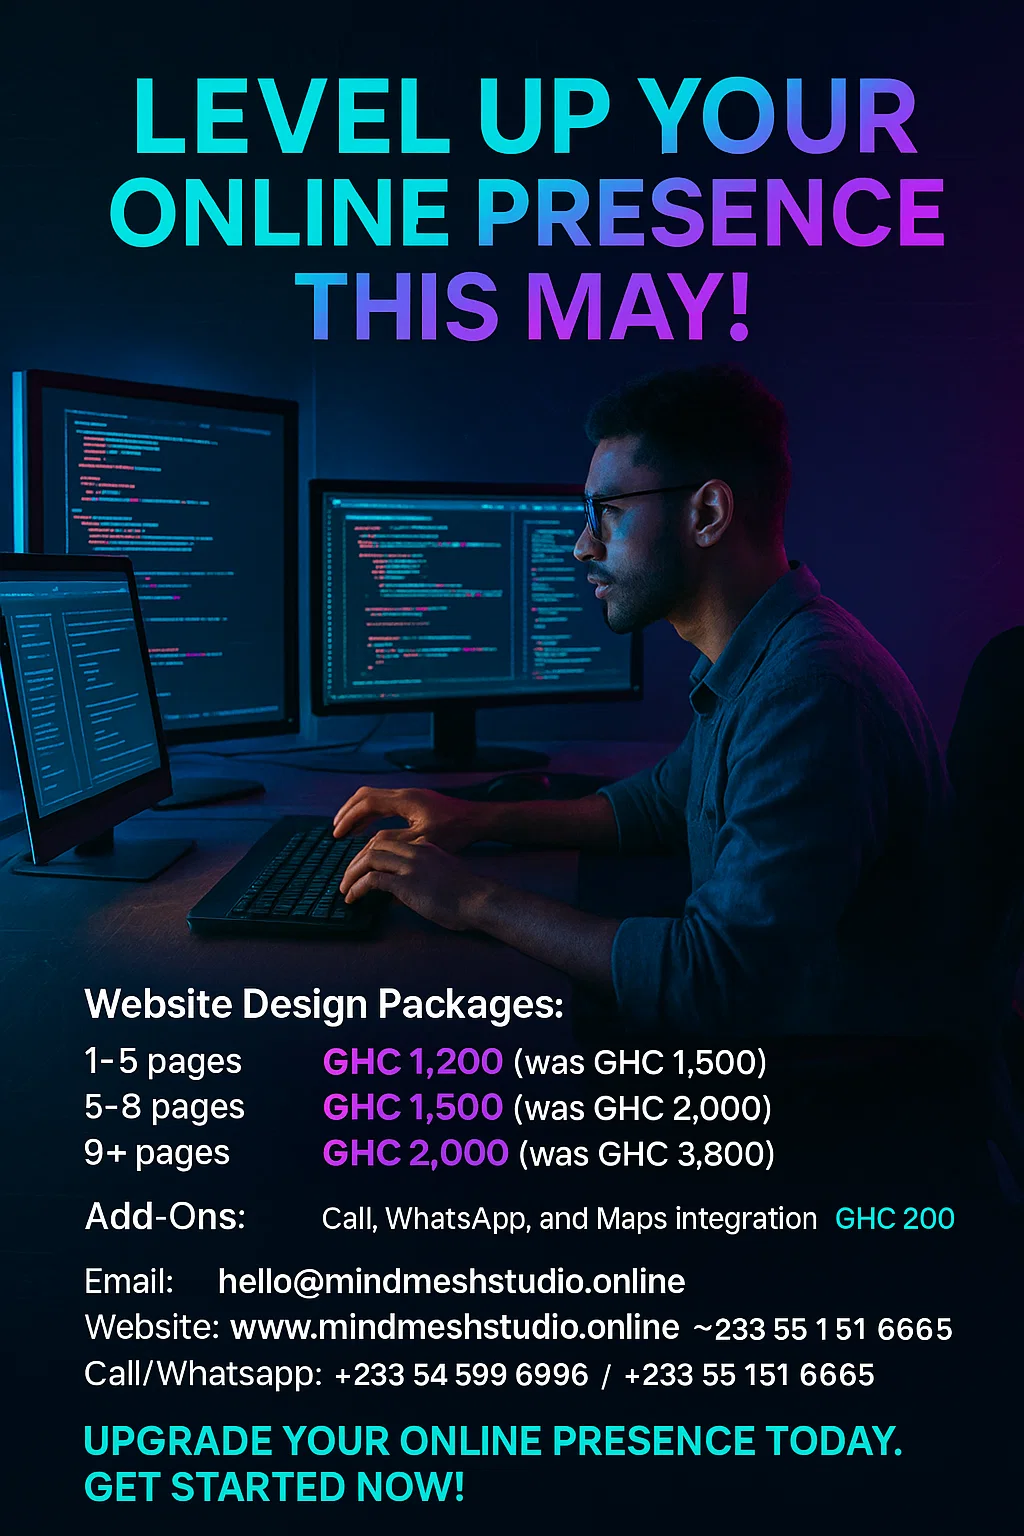 LEVEL UP YOUR
ONLINE PRESENCE
THIS MAY!
Website Design Packages:
1-5 pages GHC 1,200 (was GHC 1,500)
5-8 pages GHC 1,500 (was GHC 2,000)
9+ pages GHC 2,000 (was GHC 3,800)
Add-Ons: Call, WhatsApp, and Maps integration GHC 200
Email: hello@mindmeshstudio.online
Website: www.mindmeshstudio.online ~233 55 1 51 6665
Call/Whatsapp: +233 54 599 6996 / +233 55 151 6665
UPGRADE YOUR ONLINE PRESENCE TODAY.
GET STARTED NOW!